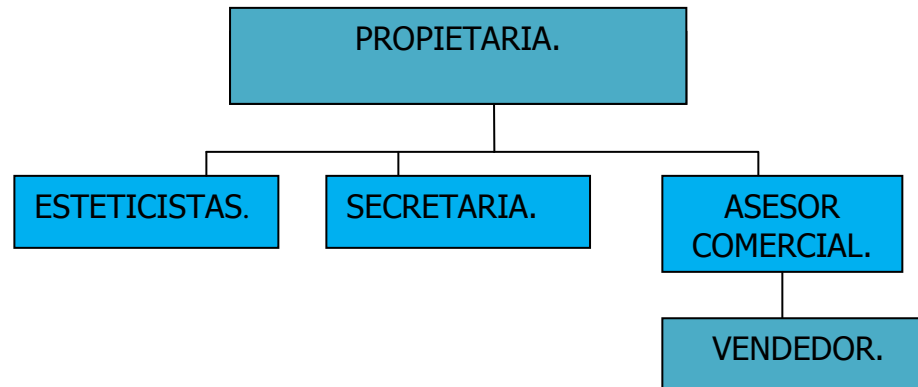 PROPIETARIA.
ESTETICISTAS.
SECRETARIA.
ASESOR
COMERCIAL.
VENDEDOR.